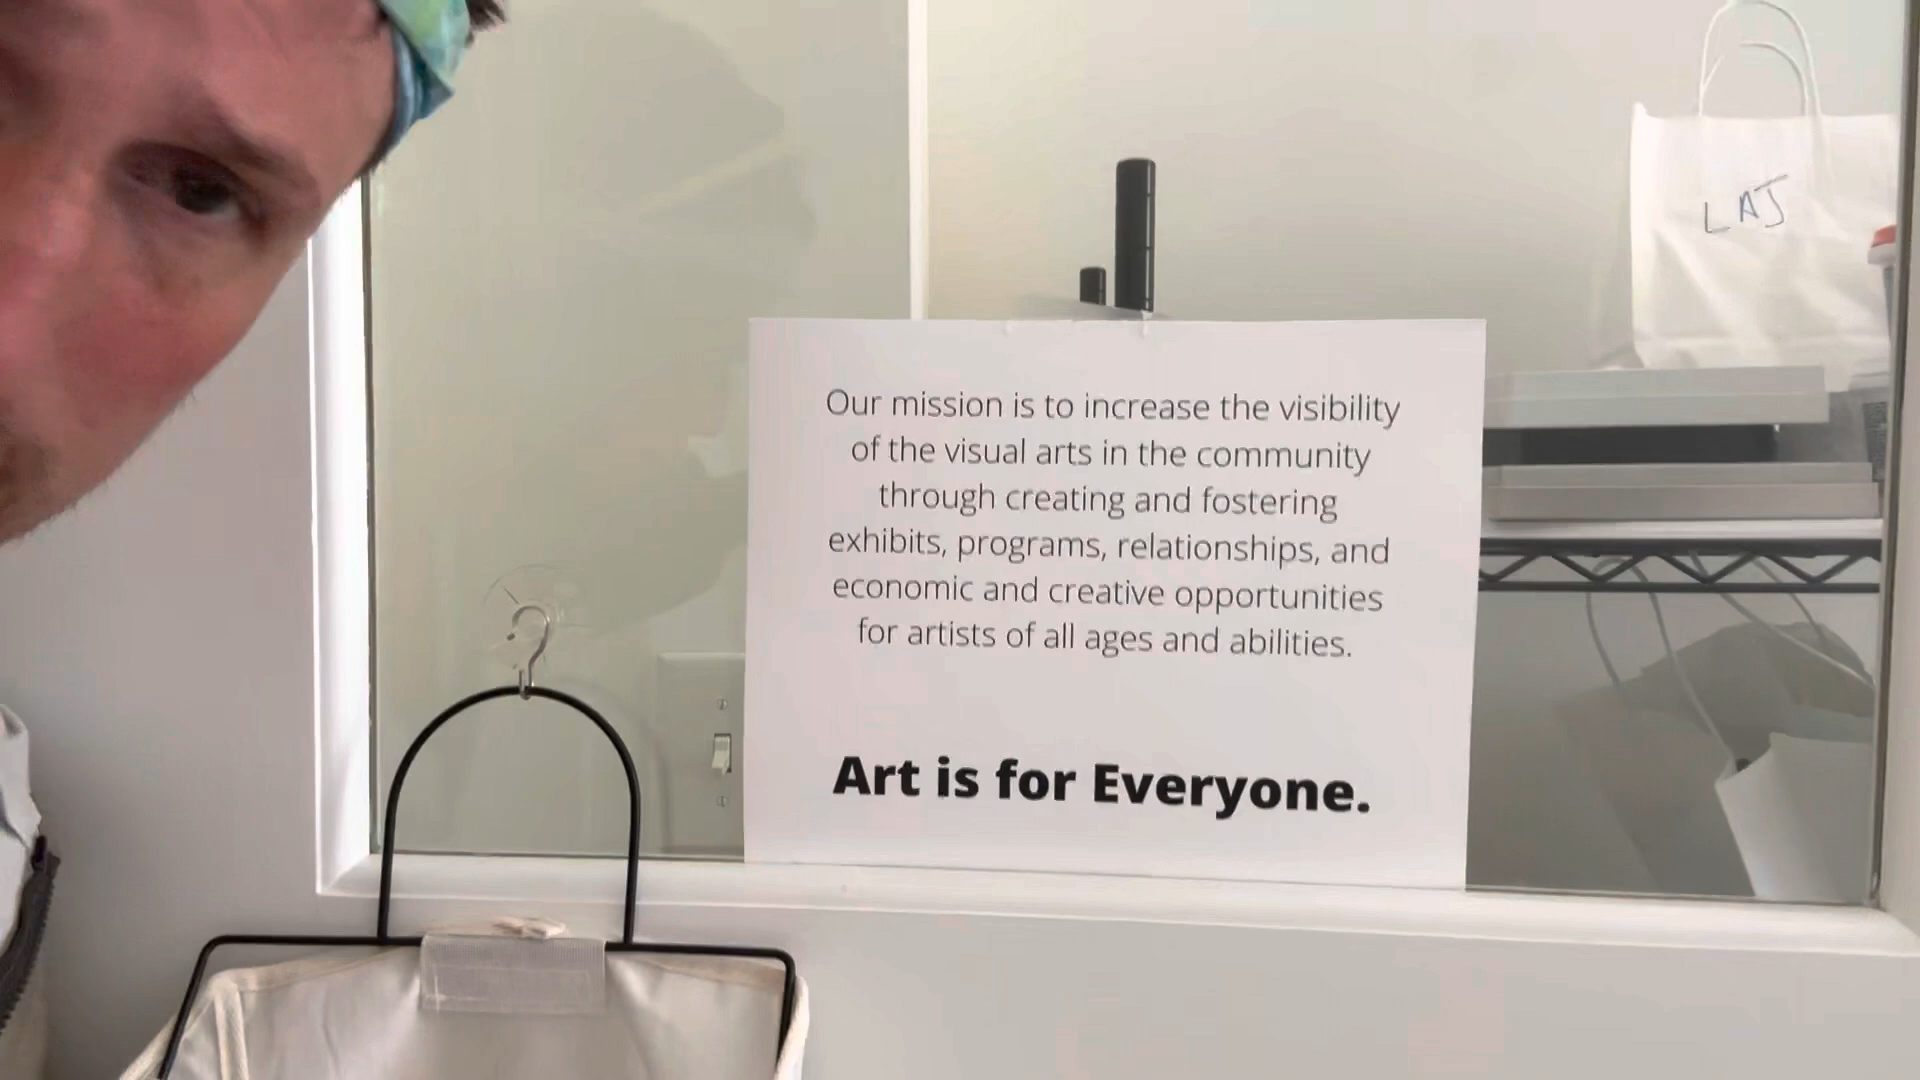 LAJ
Our mission is to increase the visibility
of the visual arts in the community
through creating and fostering
exhibits, programs, relationships, and
economic and creative opportunities
for artists of all ages and abilities.
Art is for Everyone.